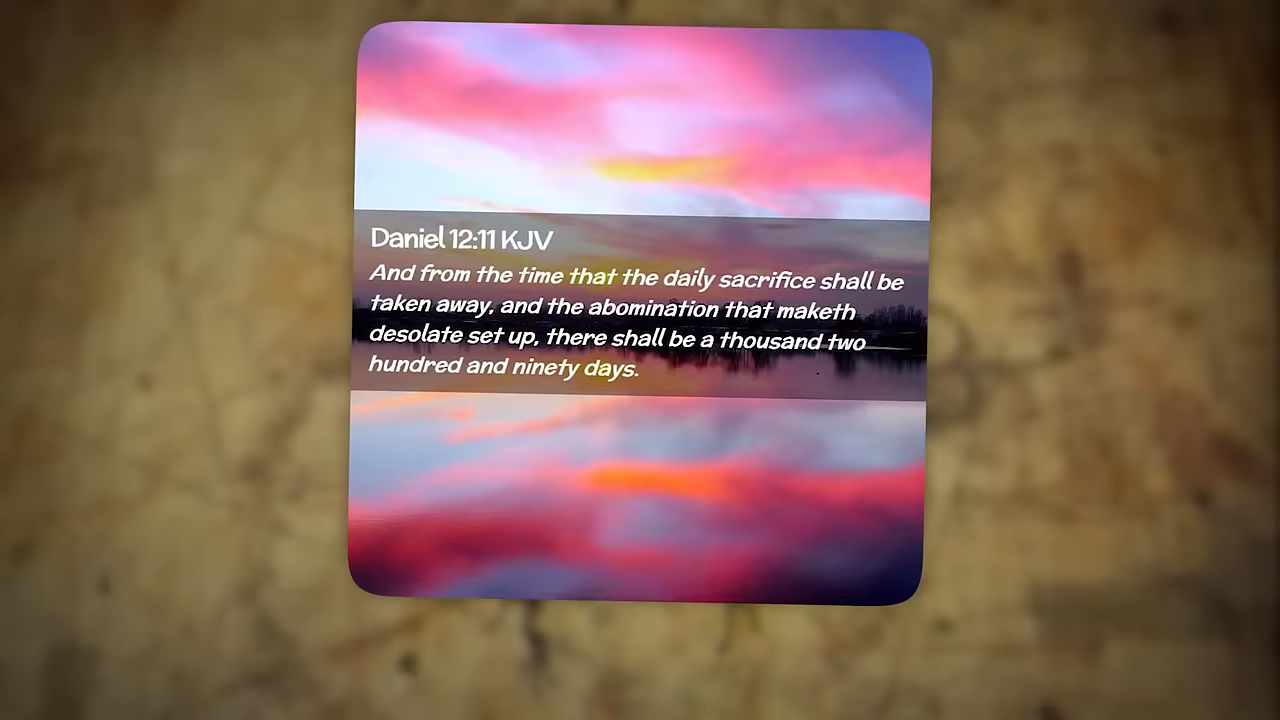 Daniel 12:11 KJV
And from the time that the daily sacrifice shall be
taken away, and the abomination that maketh
desolate set up, there shall be a thousand two
hundred and ninety days.